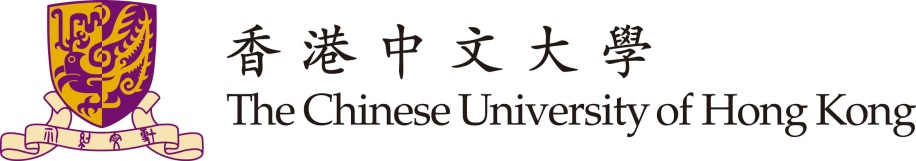 香港中文大學
The Chinese University of Hong Kong